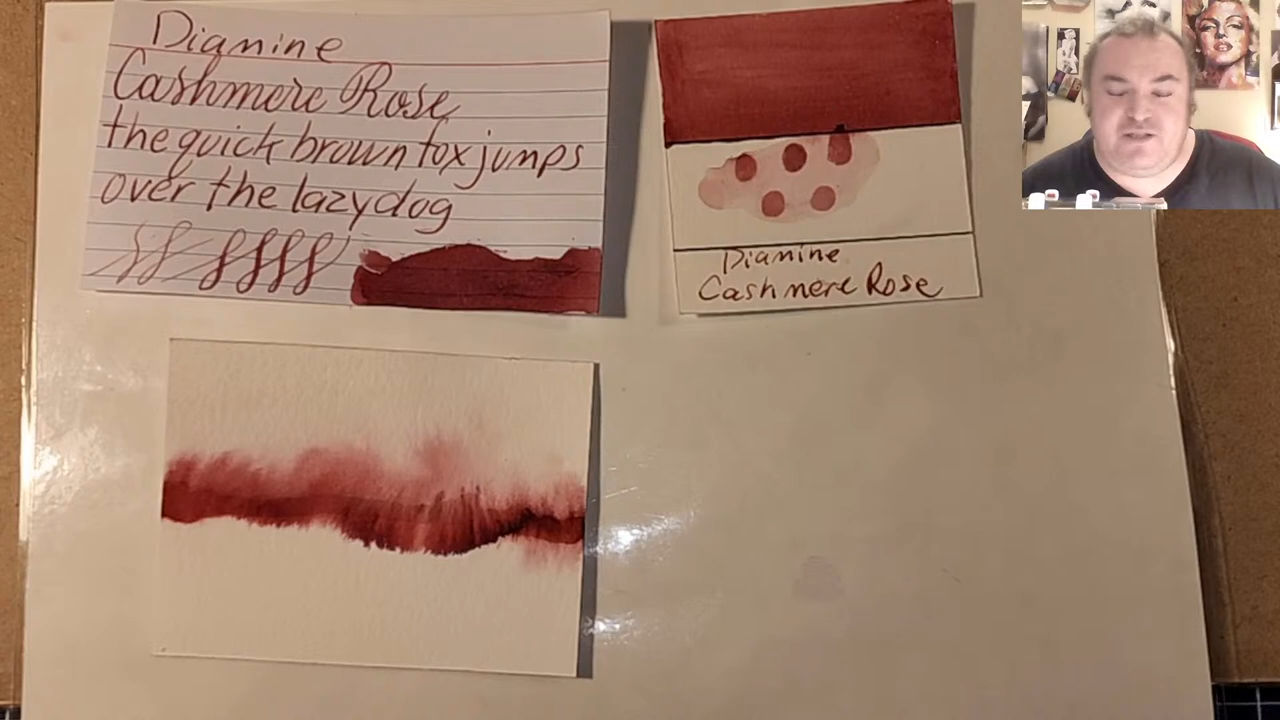 Diamine
Cashmere Rose
the quick brown fox jumps
over the lazy dog
Diamine
Cashmere Rose